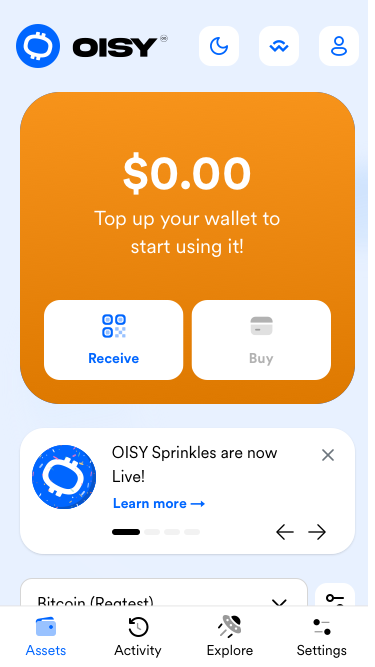 OISY
$0.00
Top up your wallet to
start using it!
Receive
Buy
OISY Sprinkles are now
Live!
Learn more →
Bitcoin (Regtest)
Assets
Activity
Explore
Settings